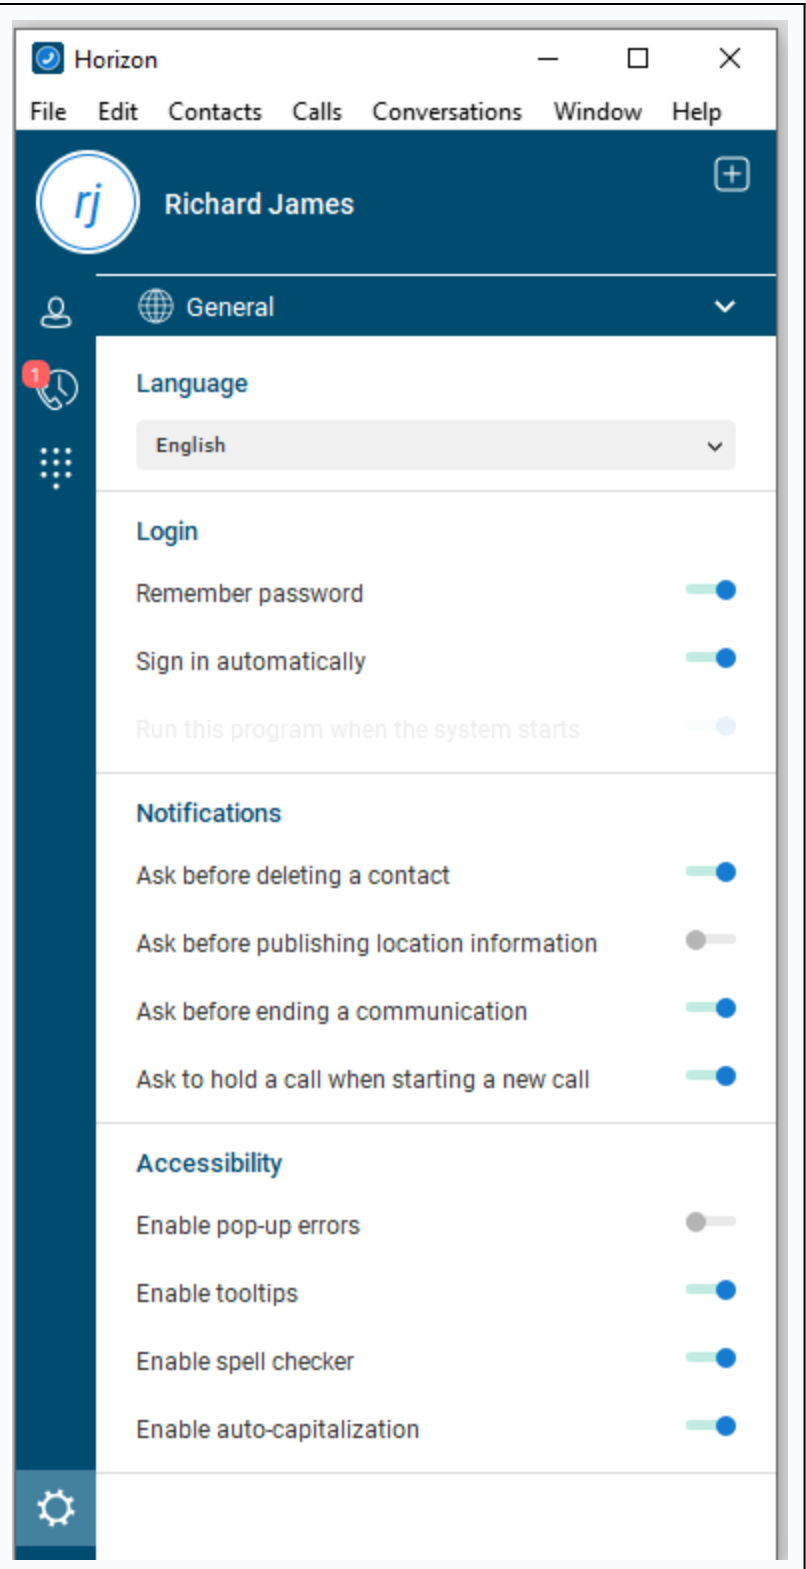 Horizon
File Edit Contacts Calls Conversations Window Help
rj
Richard James
General
1
Language
English
Login
Remember password
Sign in automatically
Run this program when the system starts
Notifications
Ask before deleting a contact
Ask before publishing location information
Ask before ending a communication
Ask to hold a call when starting a new call
Accessibility
Enable pop-up errors
Enable tooltips
Enable spell checker
Enable auto-capitalization